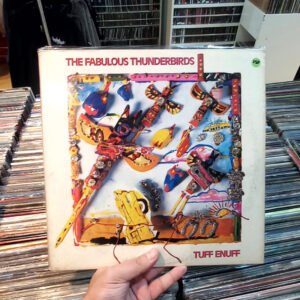 THE FABULOUS THUNDERBIRDS
TUFF ENUFF